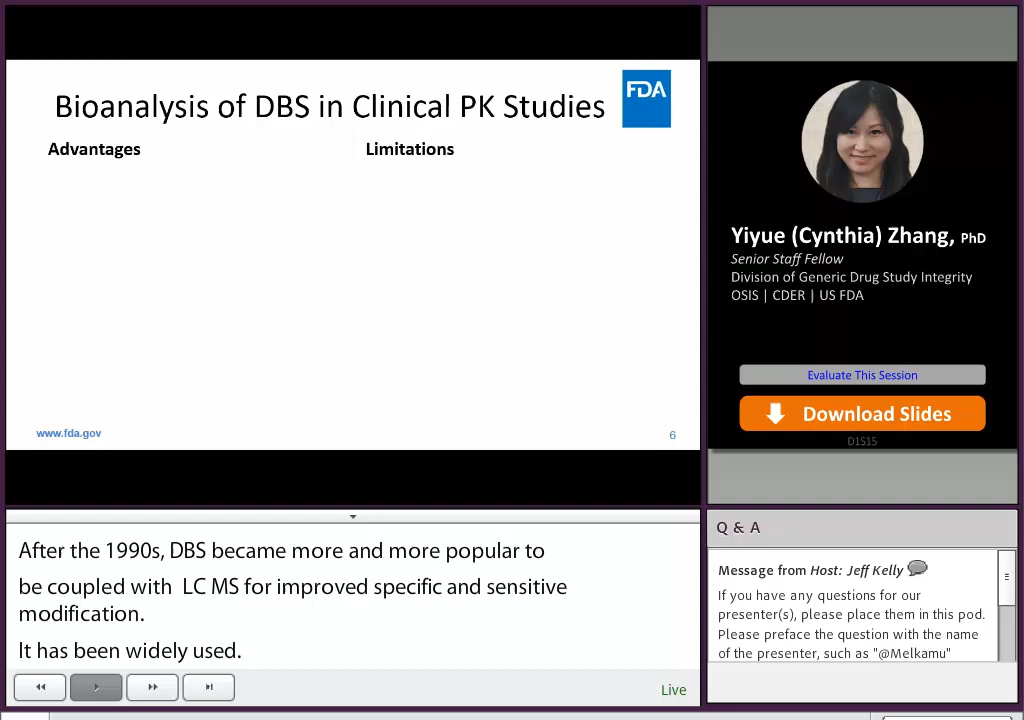 Bioanalysis of DBS in Clinical PK Studies
FDA
Advantages
Limitations
www.fda.gov
6
Yiyue (Cynthia) Zhang, PhD
Senior Staff Fellow
Division of Generic Drug Study Integrity
OSIS | CDER | US FDA
Evaluate This Session
Download Slides
D1S15
After the 1990s, DBS became more and more popular to
be coupled with LC MS for improved specific and sensitive
modification.
It has been widely used.
Live
Q & A
Message from Host: Jeff Kelly
If you have any questions for our
presenter(s), please place them in this pod.
Please preface the question with the name
of the presenter, such as "@Melkamu"